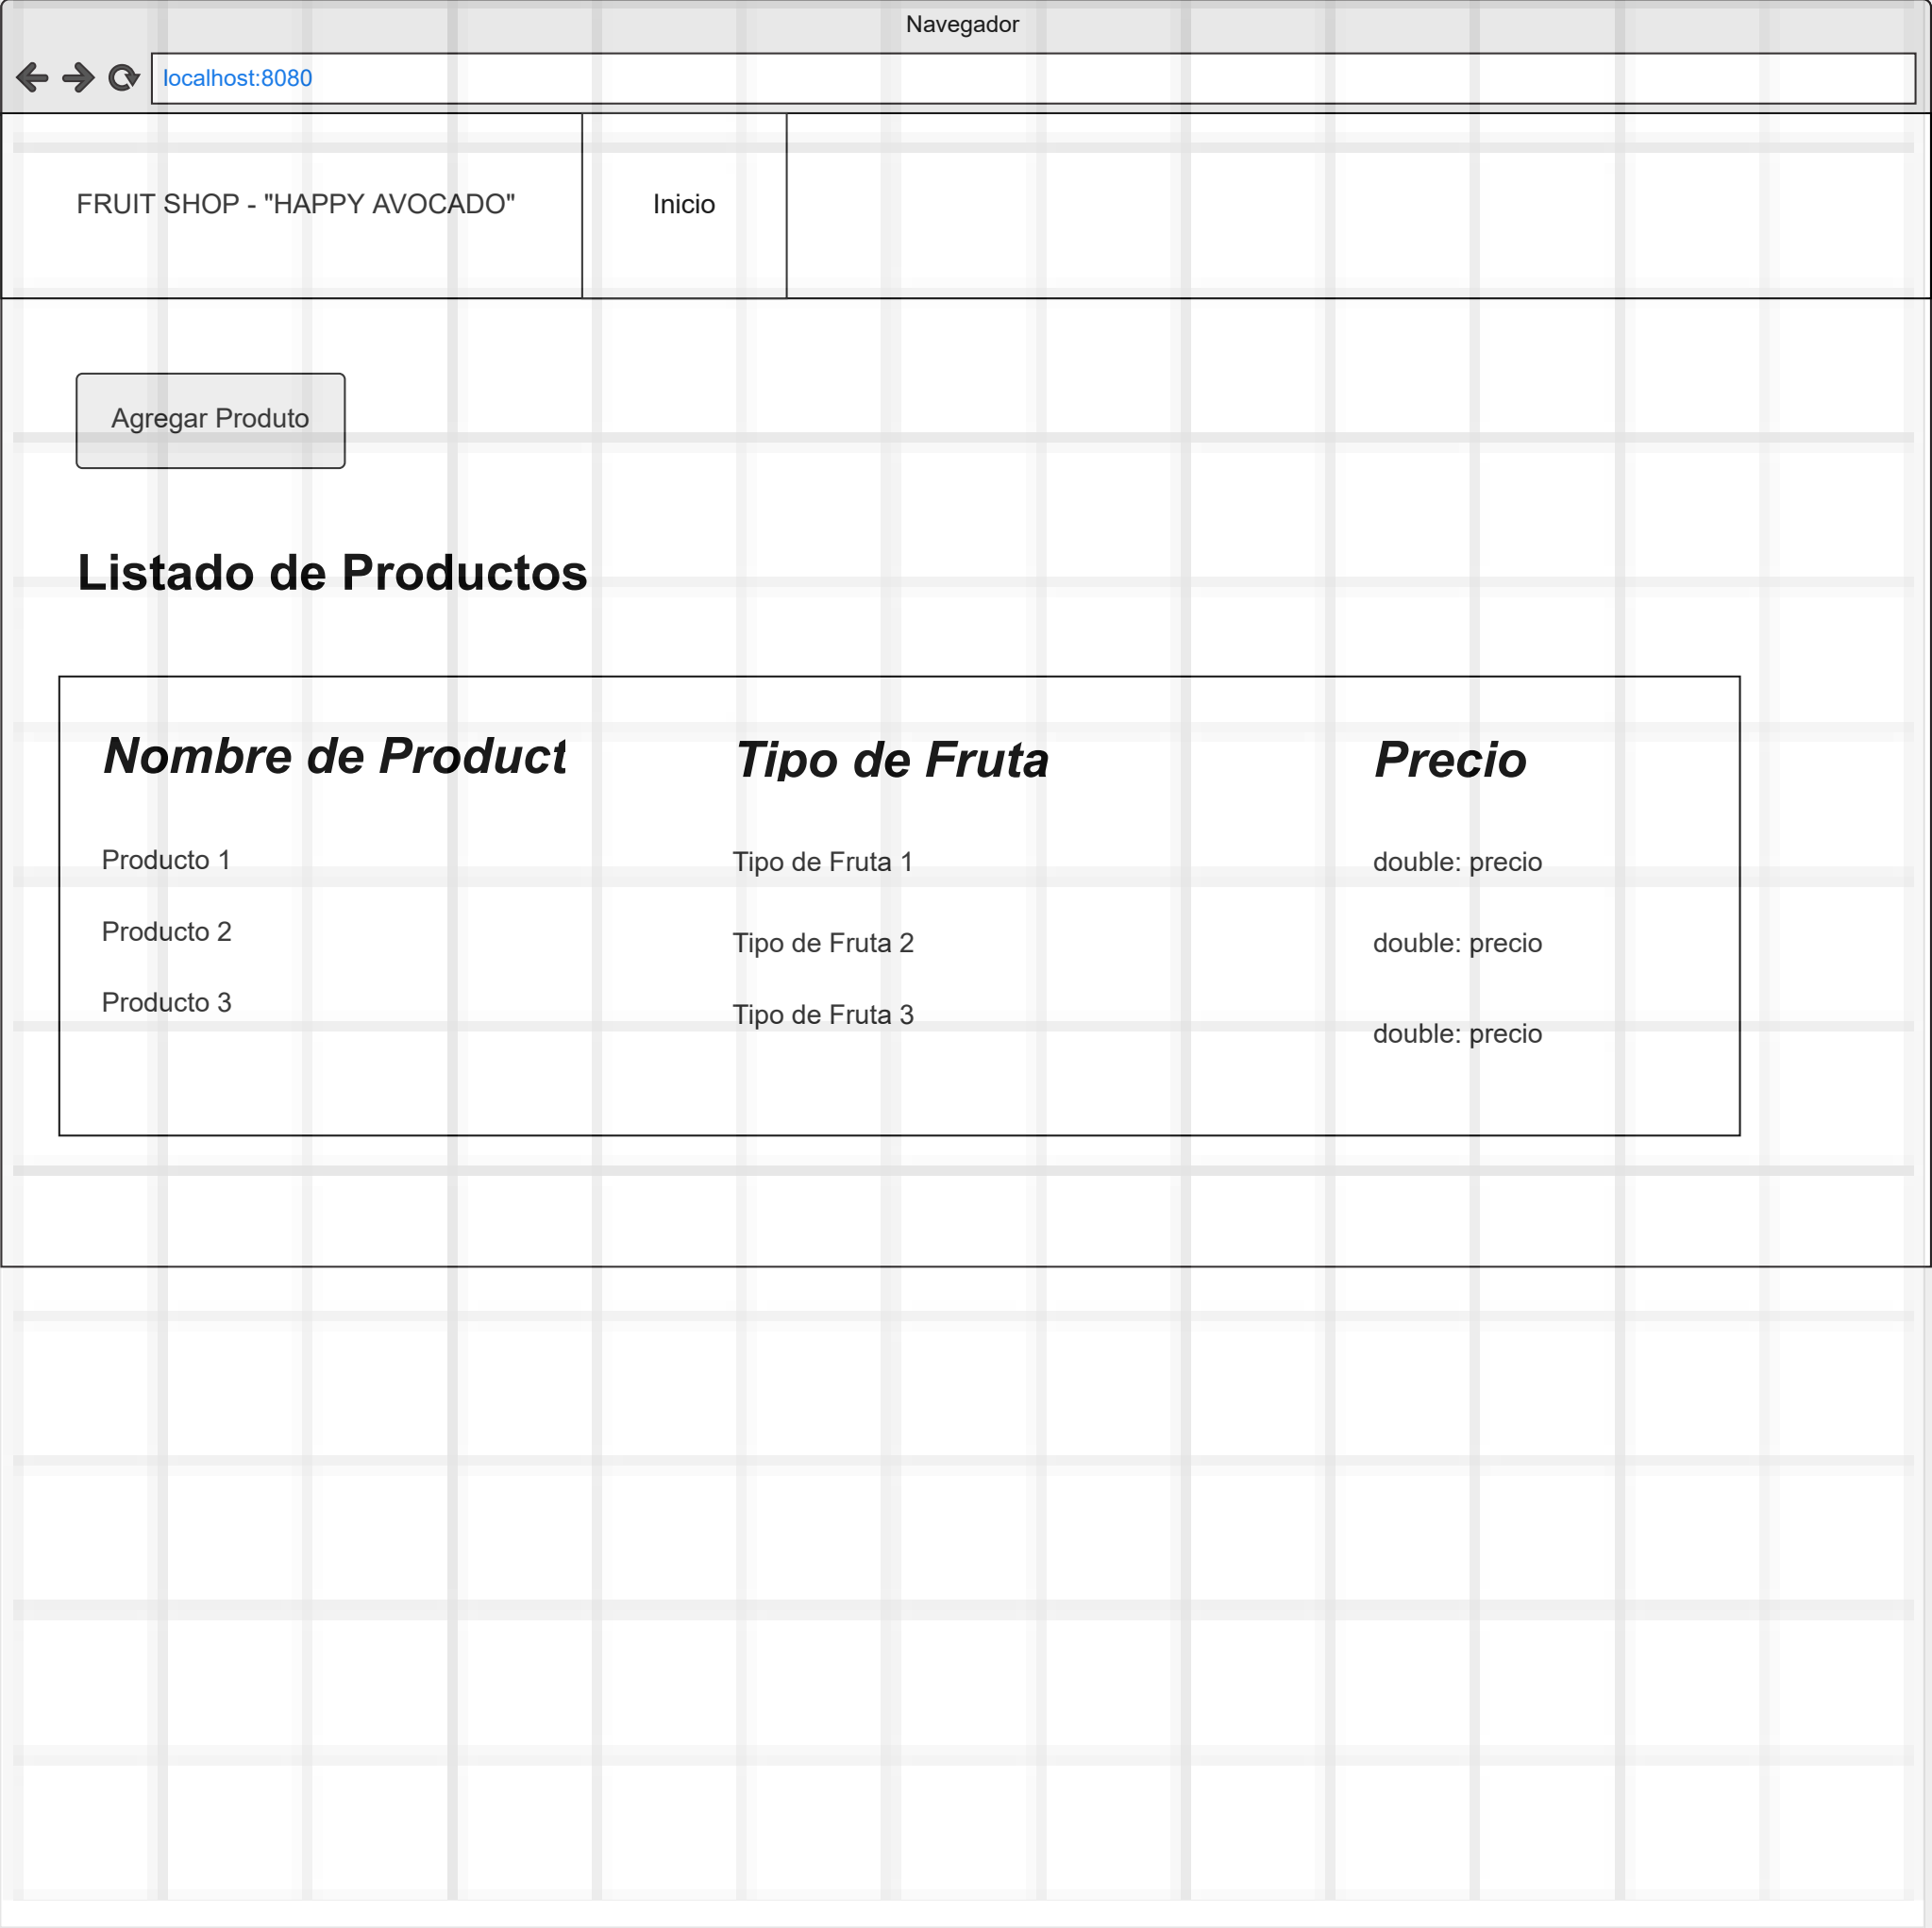 Navegador
localhost:8080
FRUIT SHOP - "HAPPY AVOCADO" Inicio
Agregar Produto
Listado de Productos
Nombre de Product Tipo de Fruta Precio
Producto 1 Tipo de Fruta 1 double: precio
Producto 2 Tipo de Fruta 2 double: precio
Producto 3 Tipo de Fruta 3 double: precio